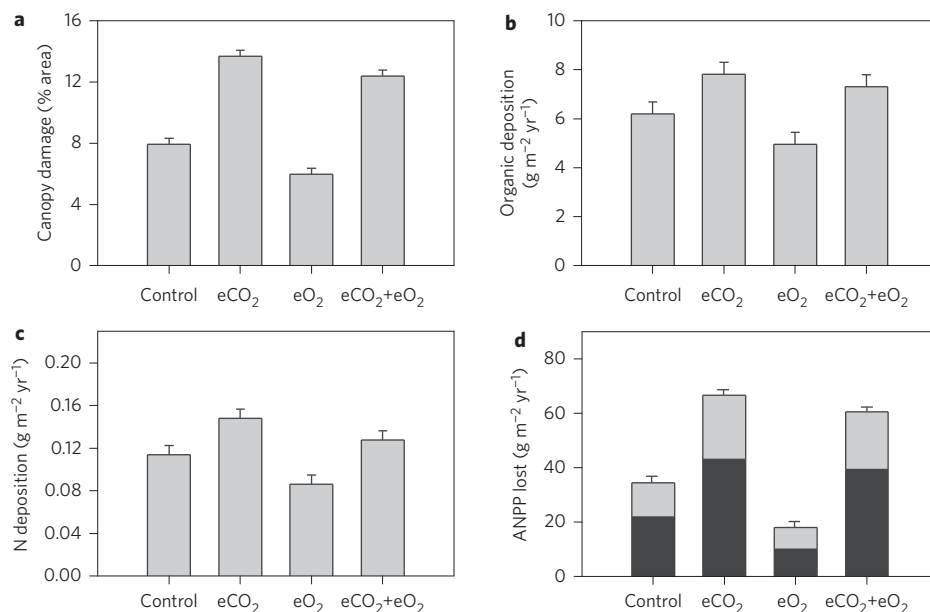 a
Canopy damage (% area)
16
12
8
4
0
Control eCO₂ eO₂ eCO₂+eO₂
b
Organic deposition
(g m⁻² yr⁻¹)
10
8
6
4
2
0
Control eCO₂ eO₂ eCO₂+eO₂
c
N deposition (g m⁻² yr⁻¹)
0.20
0.16
0.12
0.08
0.04
0.00
Control eCO₂ eO₂ eCO₂+eO₂
d
ANPP lost (g m⁻² yr⁻¹)
80
60
40
20
0
Control eCO₂ eO₂ eCO₂+eO₂